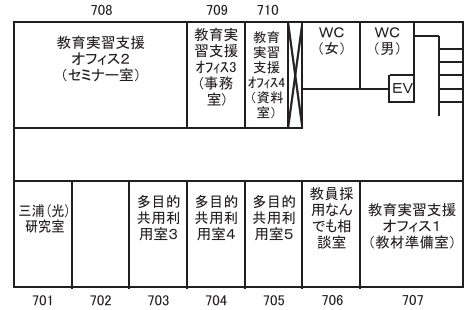 708
709
710
教育実習支援
オフィス2
(セミナー室)
教育実
習支援
オフィス3
(事務
室)
教育
実習
支援
オフィス4
(資料
室)
WC
(女)
WC
(男)
EV
三浦(光)
研究室
多目的
共用利
用室3
多目的
共用利
用室4
多目的
共用利
用室5
教員採
用なん
でも相
談室
教育実習支援
オフィス1
(教材準備室)
701
702
703
704
705
706
707